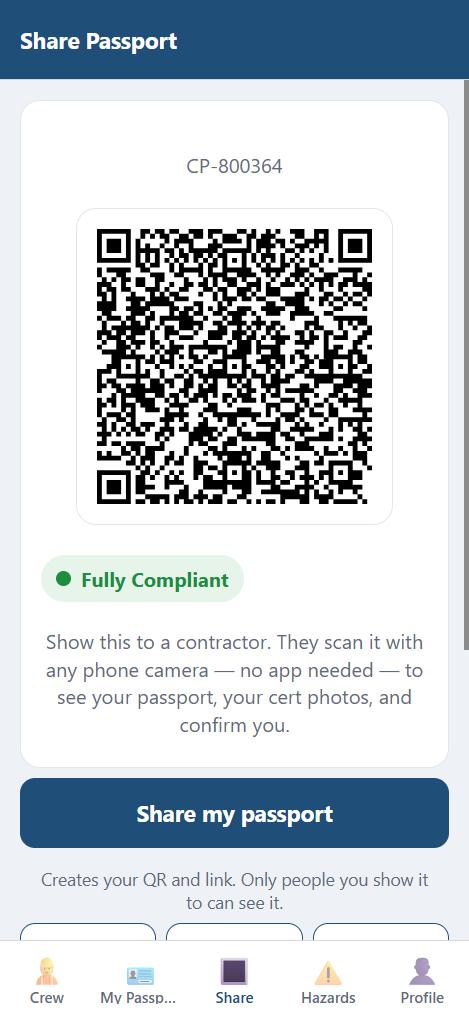 Share Passport
CP-800364
Fully Compliant
Show this to a contractor. They scan it with
any phone camera — no app needed — to
see your passport, your cert photos, and
confirm you.
Share my passport
Creates your QR and link. Only people you show it
to can see it.
Crew
My Passp...
Share
Hazards
Profile